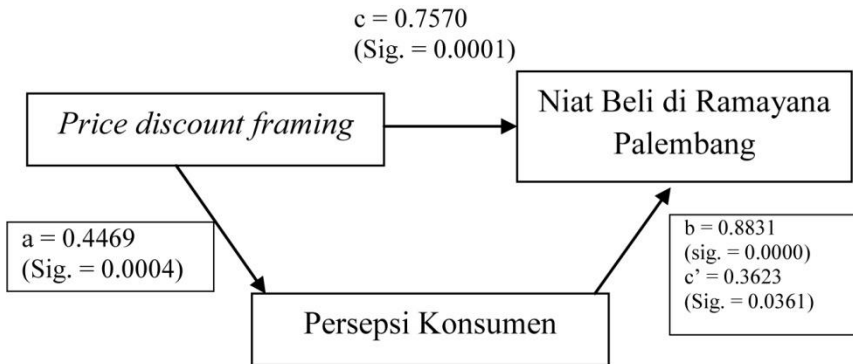 c = 0.7570
(Sig. = 0.0001)
Price discount framing
Niat Beli di Ramayana
Palembang
a = 0.4469
(Sig. = 0.0004)
b = 0.8831
(sig. = 0.0000)
c’ = 0.3623
(Sig. = 0.0361)
Persepsi Konsumen